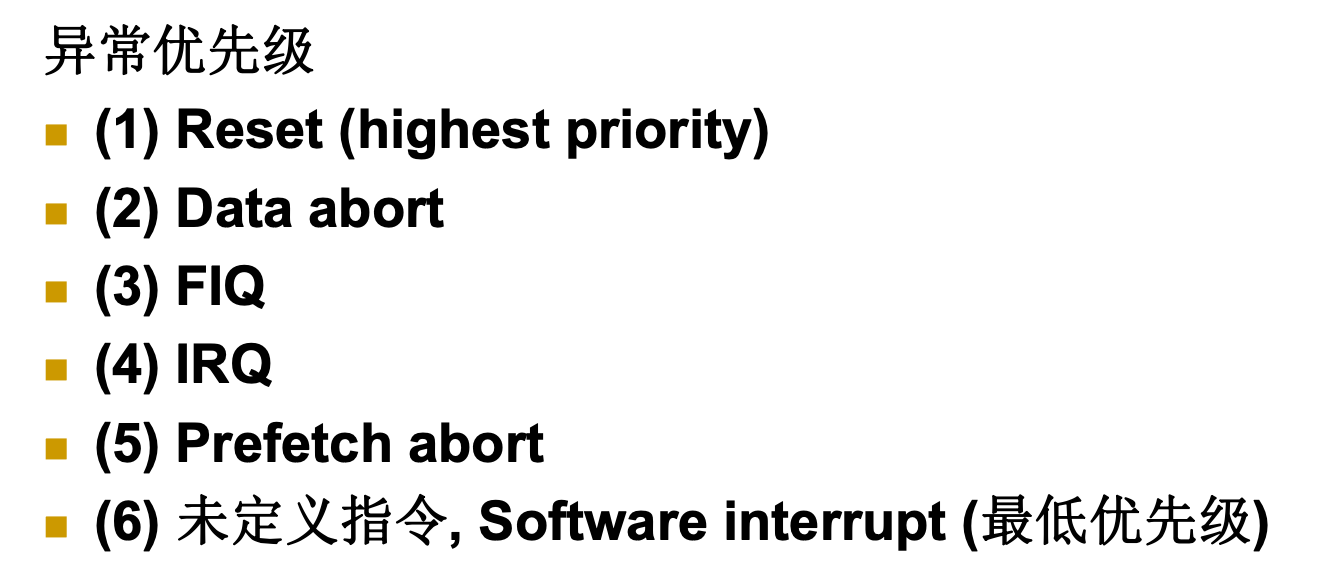 异常优先级
(1) Reset (highest priority)
(2) Data abort
(3) FIQ
(4) IRQ
(5) Prefetch abort
(6) 未定义指令, Software interrupt (最低优先级)